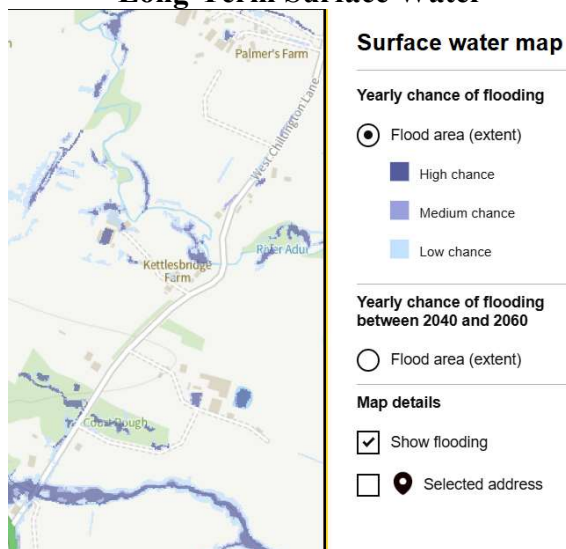 Long Term Surface Water
Palmer's Farm
West Chiltington Lane
River Adur
Kettlesbridge
Farm
Court Rough
Surface water map
Yearly chance of flooding
Flood area (extent)
High chance
Medium chance
Low chance
Yearly chance of flooding
between 2040 and 2060
Flood area (extent)
Map details
Show flooding
Selected address